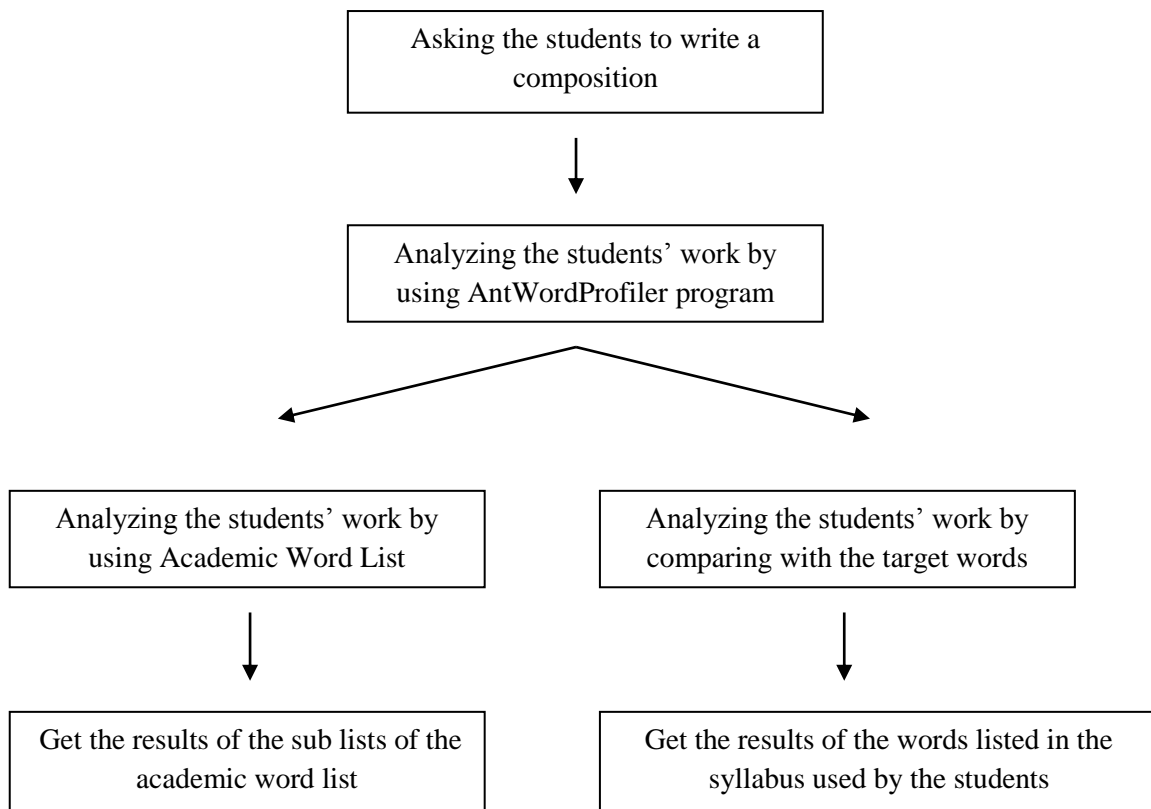 Asking the students to write a
composition
Analyzing the students’ work by
using AntWordProfiler program
Analyzing the students’ work by
using Academic Word List
Analyzing the students’ work by
comparing with the target words
Get the results of the sub lists of the
academic word list
Get the results of the words listed in the
syllabus used by the students